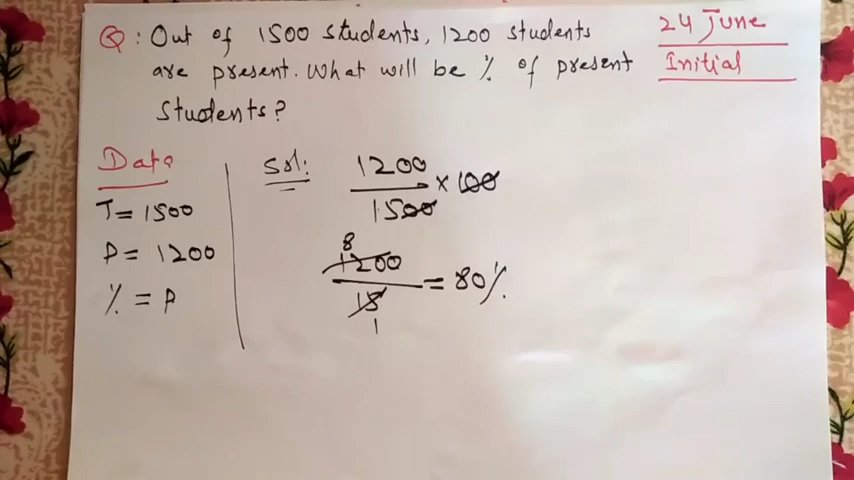 Q: Out of 1500 students, 1200 students
are present. What will be % of present
students?
24 June
Initial
Data
T = 1500
P = 1200
% = P
Sol:
1200
1500
× 100
8
1200
15
1
= 80%